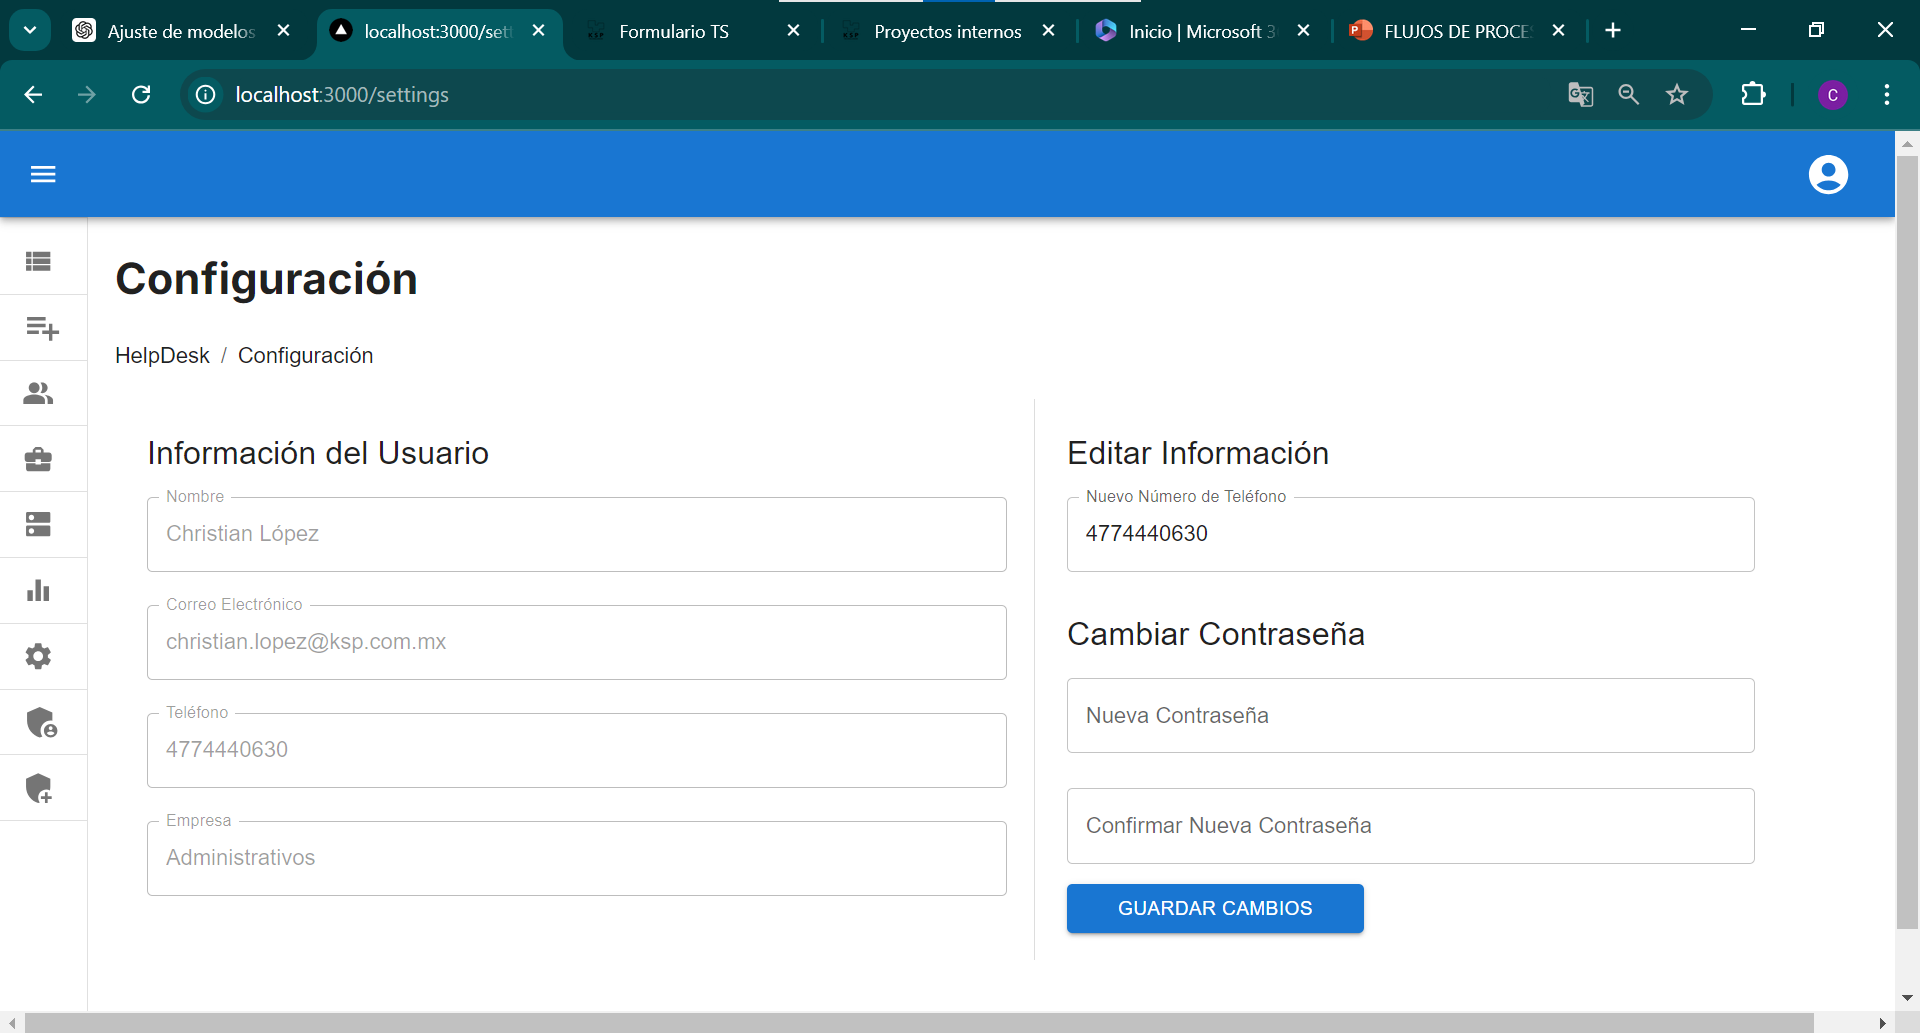 Ajuste de modelos
localhost:3000/sett
Formulario TS
Proyectos internos
Inicio | Microsoft 3
FLUJOS DE PROCES
localhost:3000/settings
C
Configuración
HelpDesk / Configuración
Información del Usuario
Nombre
Christian López
Correo Electrónico
christian.lopez@ksp.com.mx
Teléfono
4774440630
Empresa
Administrativos
Editar Información
Nuevo Número de Teléfono
4774440630
Cambiar Contraseña
Nueva Contraseña
Confirmar Nueva Contraseña
GUARDAR CAMBIOS